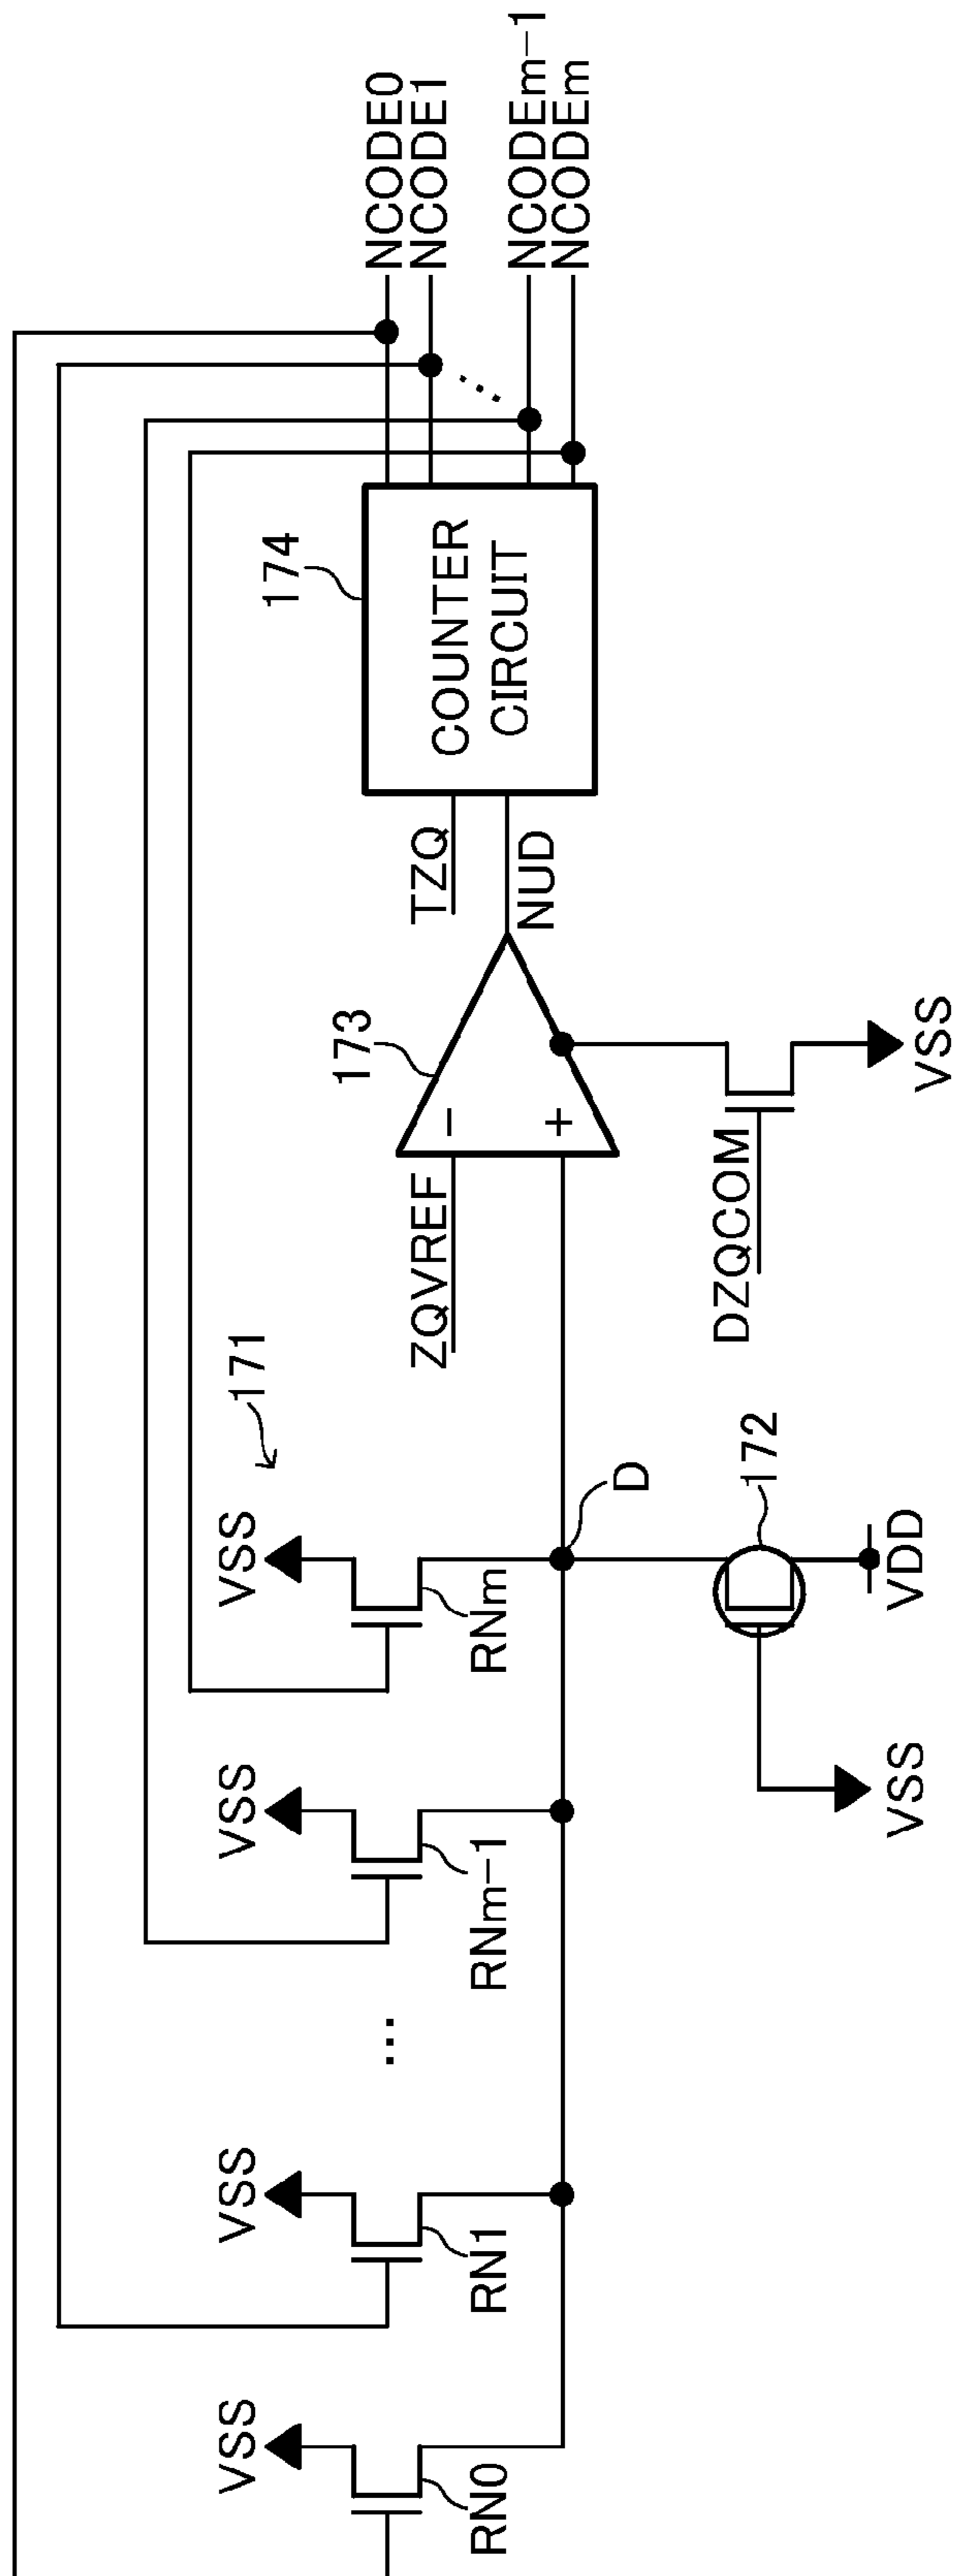 NCODE0
NCODE1
NCODEm-1
NCODEm
174
COUNTER
CIRCUIT
TZQ
NUD
173
−
+
ZQVREF
DZQCOM
VSS
171
D
172
VDD
VSS
VSS
RNm
VSS
RNm-1
...
VSS
RN1
VSS
RN0